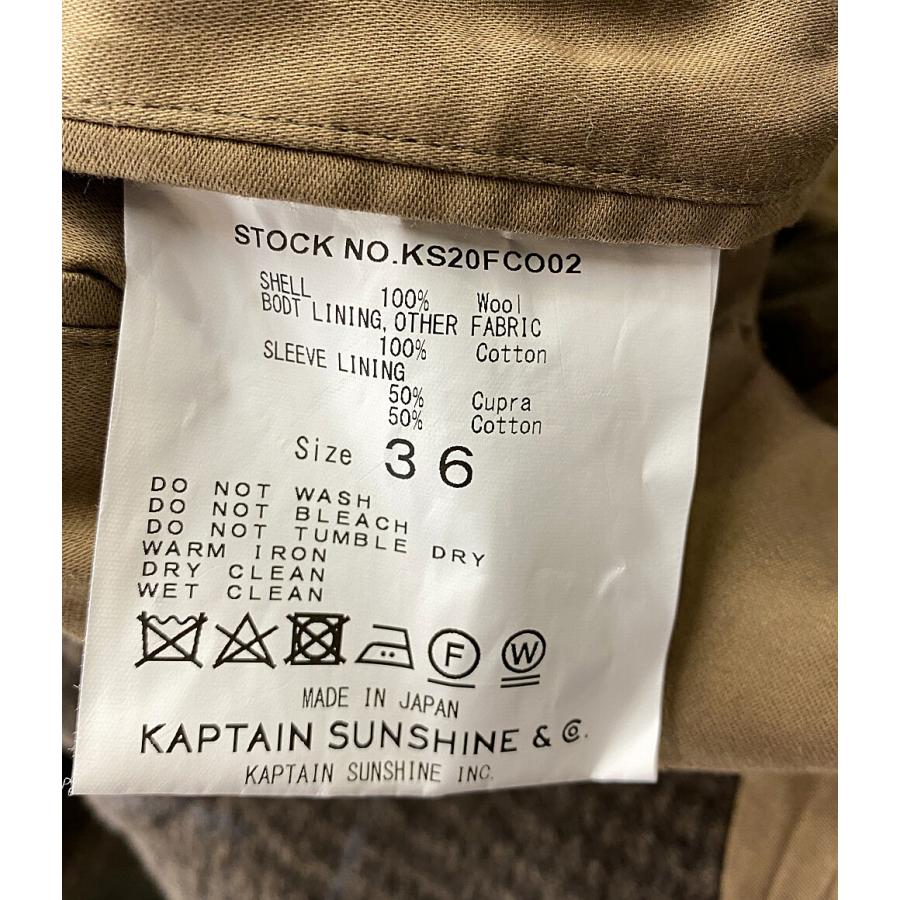 STOCK NO.KS20FCO02
SHELL
100% Wool
BODT LINING, OTHER FABRIC
100% Cotton
SLEEVE LINING
50% Cupra
50% Cotton
Size 36
DO NOT WASH
DO NOT BLEACH
DO NOT TUMBLE DRY
WARM IRON
DRY CLEAN
WET CLEAN
F W
MADE IN JAPAN
KAPTAIN SUNSHINE & Co.
KAPTAIN SUNSHINE INC.